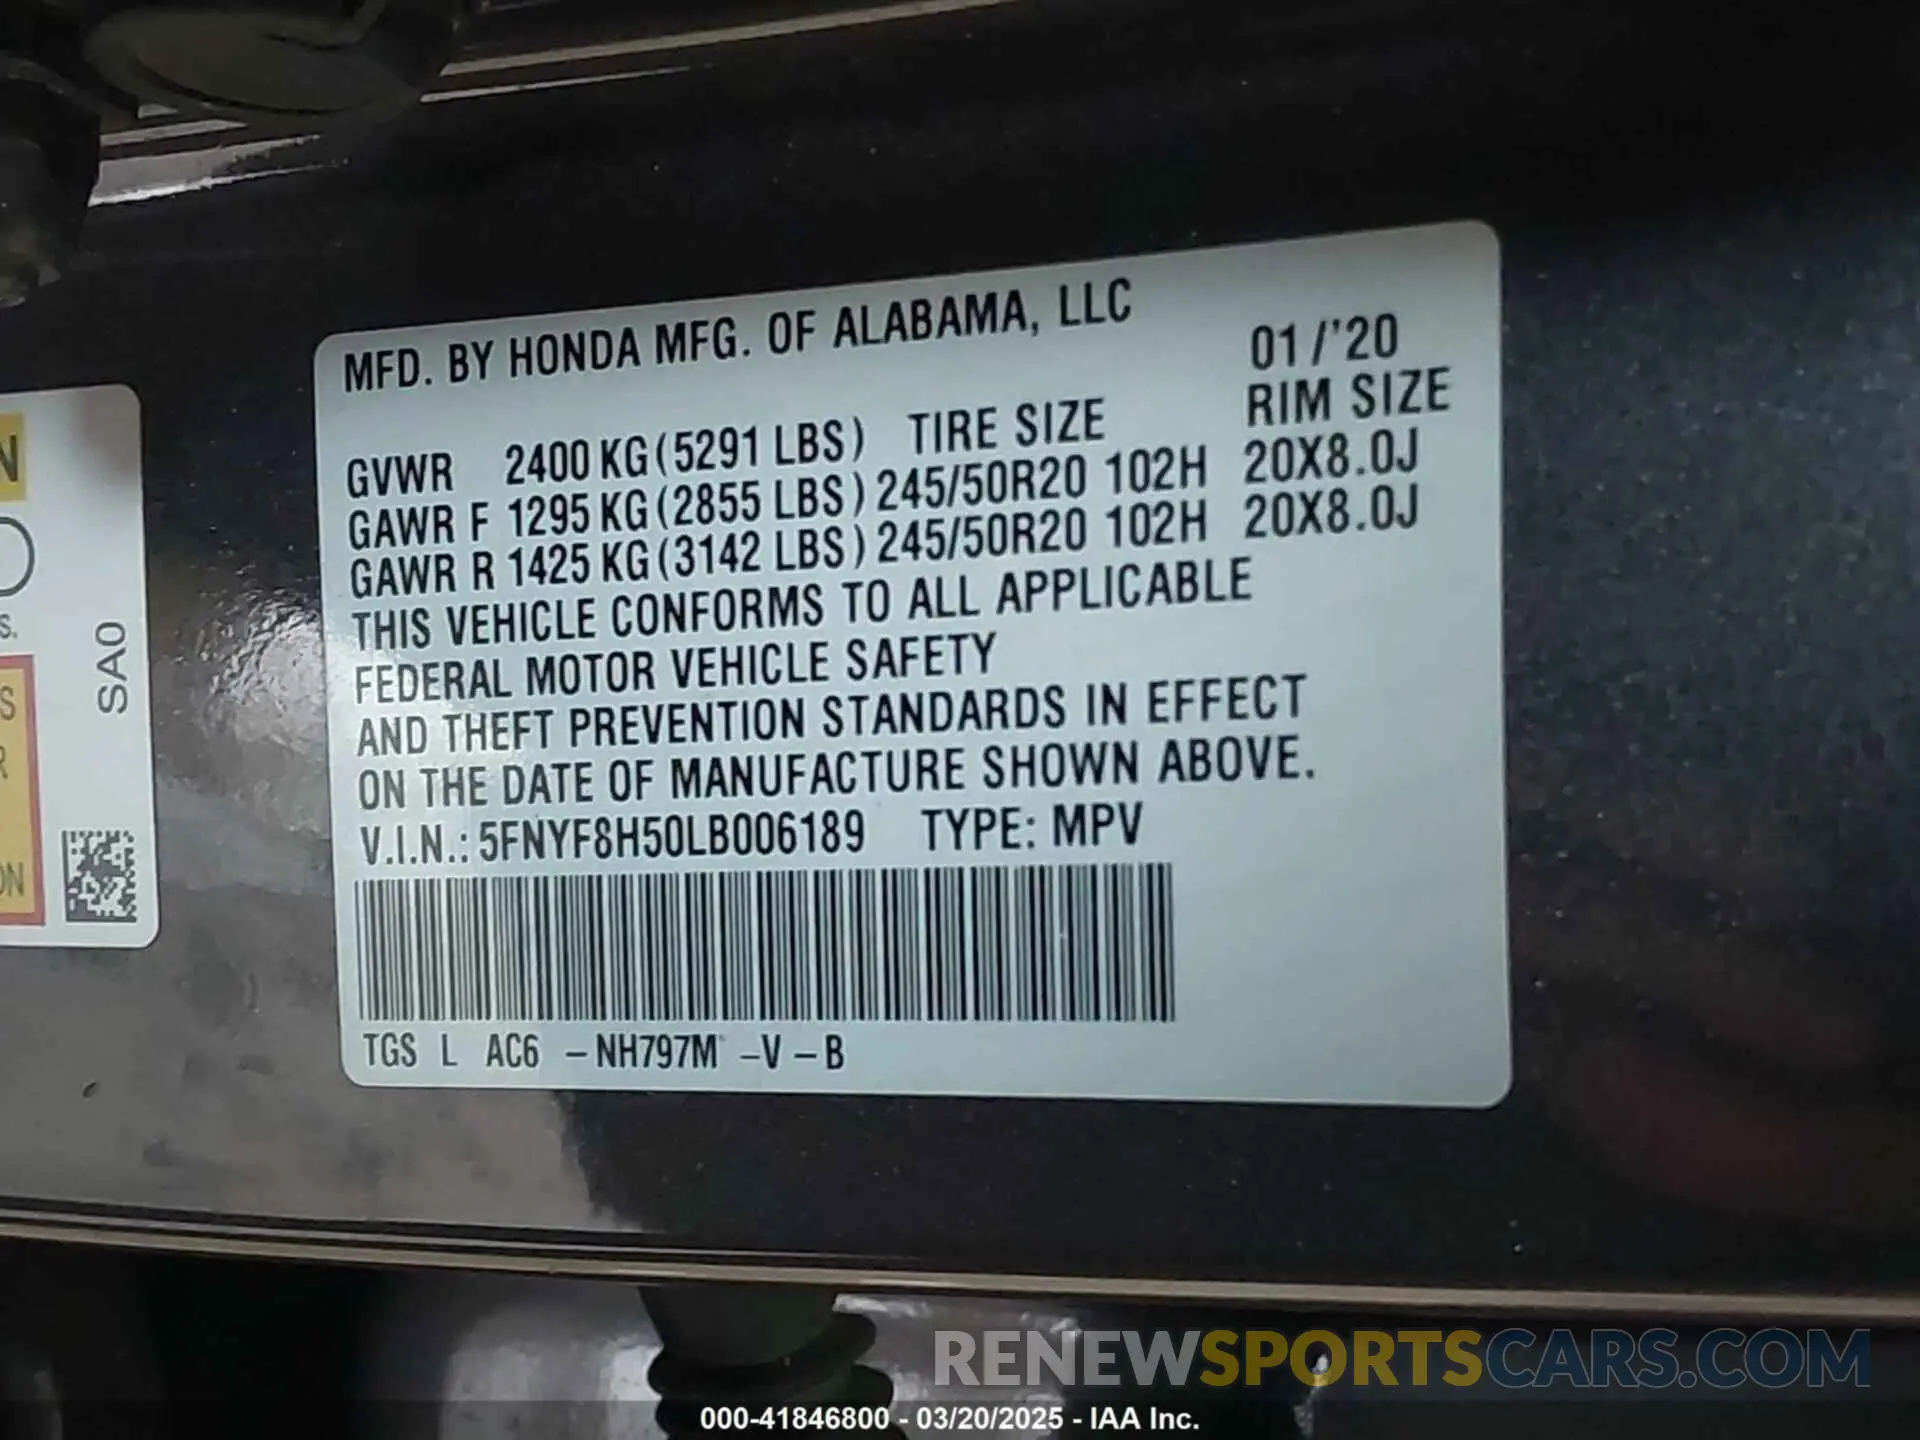 MFD. BY HONDA MFG. OF ALABAMA, LLC
01/'20
GVWR 2400 KG (5291 LBS) TIRE SIZE RIM SIZE
GAWR F 1295 KG (2855 LBS) 245/50R20 102H 20X8.0J
GAWR R 1425 KG (3142 LBS) 245/50R20 102H 20X8.0J
THIS VEHICLE CONFORMS TO ALL APPLICABLE
FEDERAL MOTOR VEHICLE SAFETY
AND THEFT PREVENTION STANDARDS IN EFFECT
ON THE DATE OF MANUFACTURE SHOWN ABOVE.
V.I.N.: 5FNYF8H50LB006189 TYPE: MPV
TGS L AC6 –NH797M –V –B
SA0
RENEWSPORTSCARS.COM
000-41846800 - 03/20/2025 - IAA Inc.